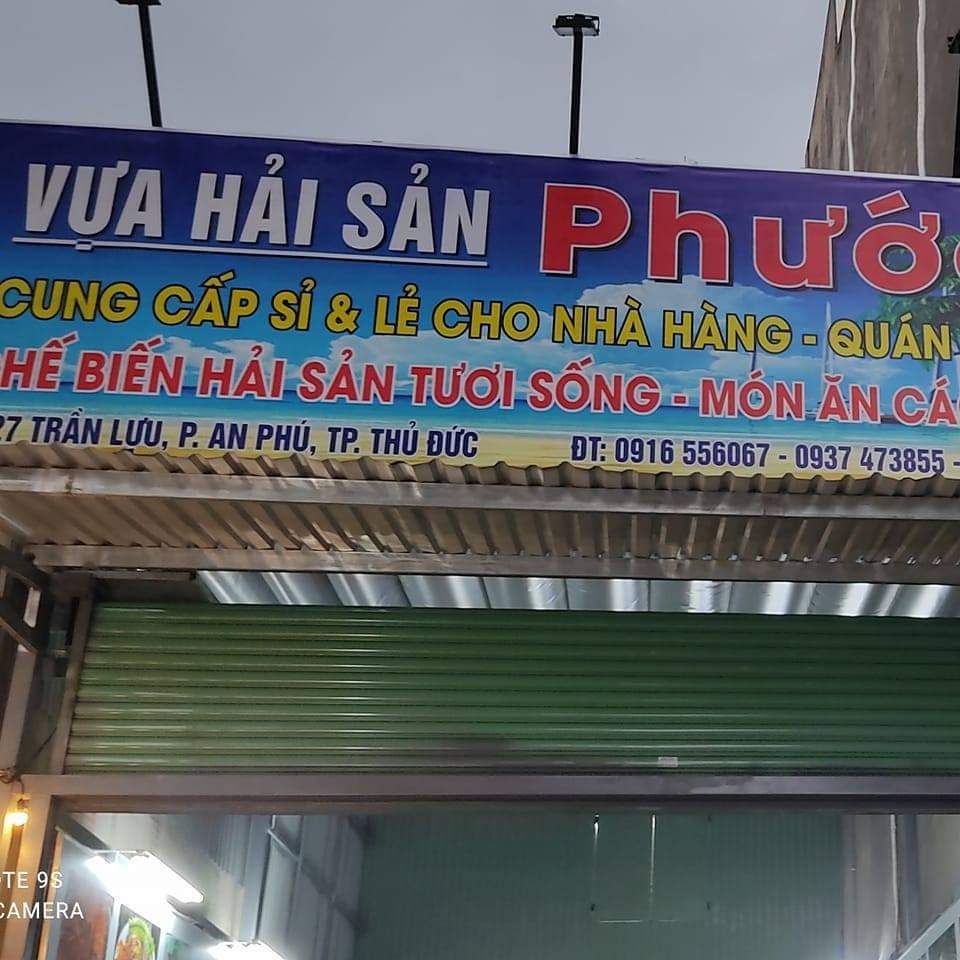 VỰA HẢI SẢN Phướ
CUNG CẤP SỈ & LẺ CHO NHÀ HÀNG - QUÁN
HẾ BIẾN HẢI SẢN TƯƠI SỐNG - MÓN ĂN CÁ
27 TRẦN LỰU, P. AN PHÚ, TP. THỦ ĐỨC ĐT: 0916 556067 - 0937 473855 -
OTE 9S
CAMERA